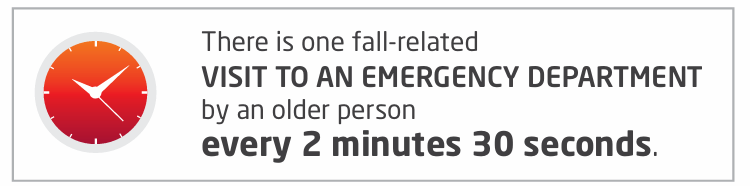 There is one fall-related
VISIT TO AN EMERGENCY DEPARTMENT
by an older person
every 2 minutes 30 seconds.